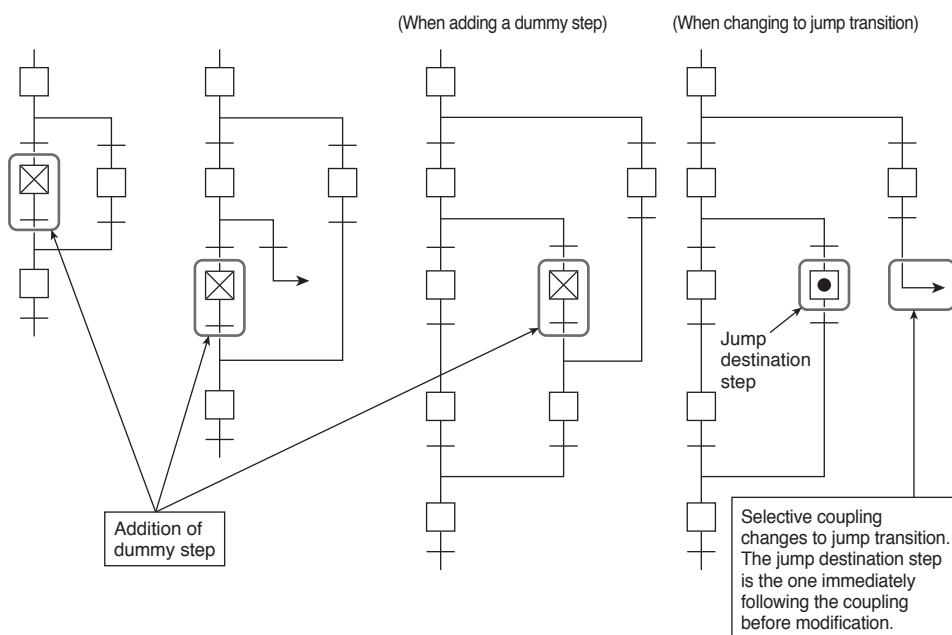 (When adding a dummy step)
(When changing to jump transition)
Jump
destination
step
Addition of
dummy step
Selective coupling
changes to jump transition.
The jump destination step
is the one immediately
following the coupling
before modification.